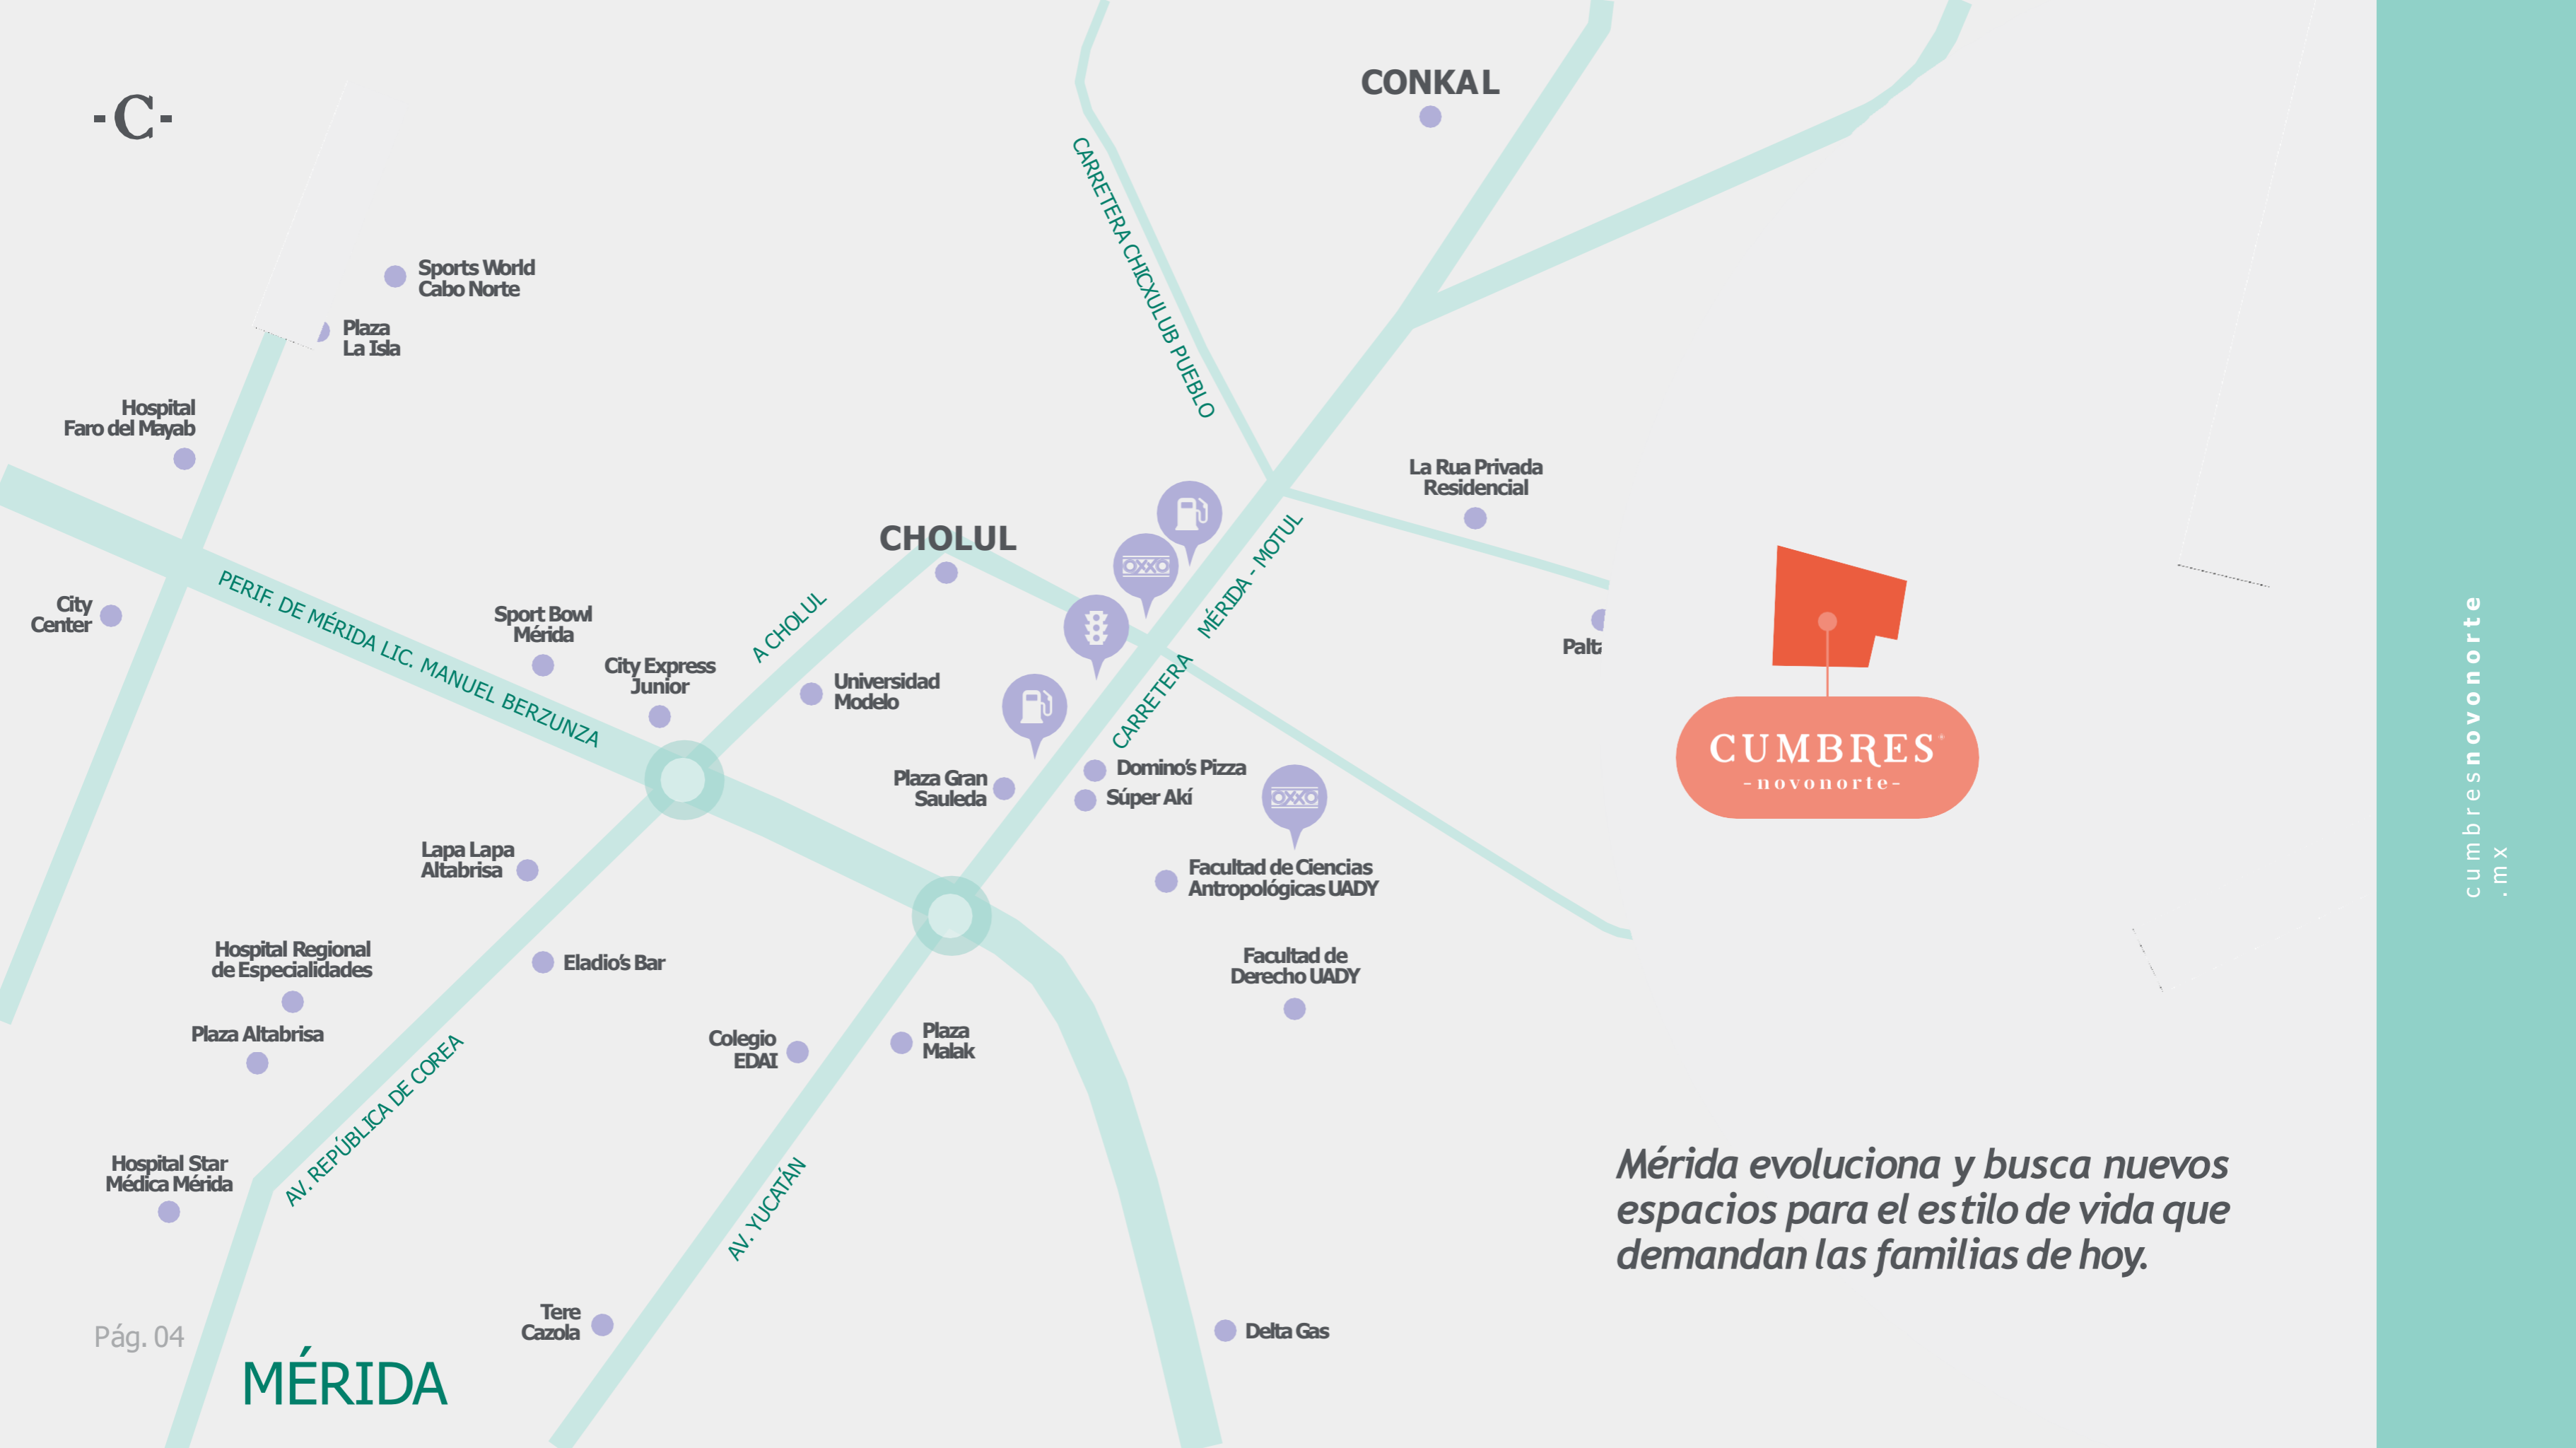 -C-
CONKAL
CARRETERA CHICXULUB PUEBLO
Sports World
Cabo Norte
Plaza
La Isla
Hospital
Faro del Mayab
La Rua Privada
Residencial
CHOLUL
OXXO
MÉRIDA - MOTUL
CARRETERA
PERIF. DE MÉRIDA LIC. MANUEL BERZUNZA
A CHOLUL
City
Center
Sport Bowl
Mérida
City Express
Junior
Universidad
Modelo
CUMBRES
-novonorte-
cumbresnovonorte
.mx
Plaza Gran
Sauleda
Domino's Pizza
Súper Akí
OXXO
Lapa Lapa
Altabrisa
Facultad de Ciencias
Antropológicas UADY
Hospital Regional
de Especialidades
Eladio's Bar
Facultad de
Derecho UADY
Plaza Altabrisa
Colegio
EDAI
Plaza
Malak
AV. REPÚBLICA DE COREA
AV. YUCATÁN
Hospital Star
Médica Mérida
Mérida evoluciona y busca nuevos
espacios para el estilo de vida que
demandan las familias de hoy.
Tere
Cazola
Delta Gas
Pág. 04
MÉRIDA